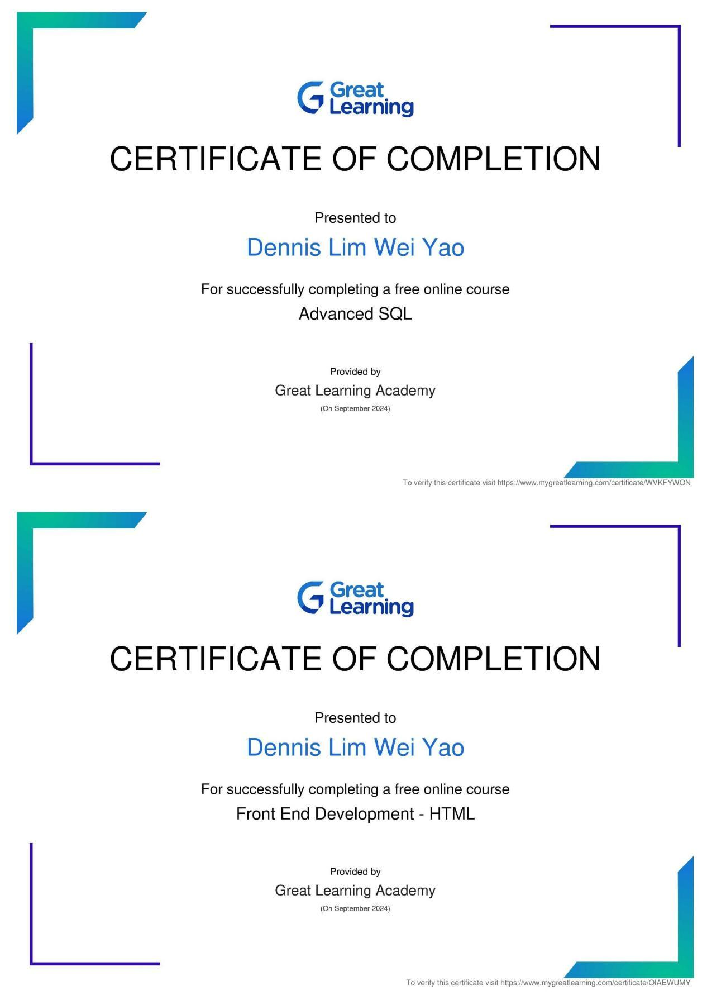 Great
Learning
CERTIFICATE OF COMPLETION
Presented to
Dennis Lim Wei Yao
For successfully completing a free online course
Advanced SQL
Provided by
Great Learning Academy
(On September 2024)
To verify this certificate visit https://www.mygreatlearning.com/certificate/WVKFYWON
Great
Learning
CERTIFICATE OF COMPLETION
Presented to
Dennis Lim Wei Yao
For successfully completing a free online course
Front End Development - HTML
Provided by
Great Learning Academy
(On September 2024)
To verify this certificate visit https://www.mygreatlearning.com/certificate/OIAEWUMY